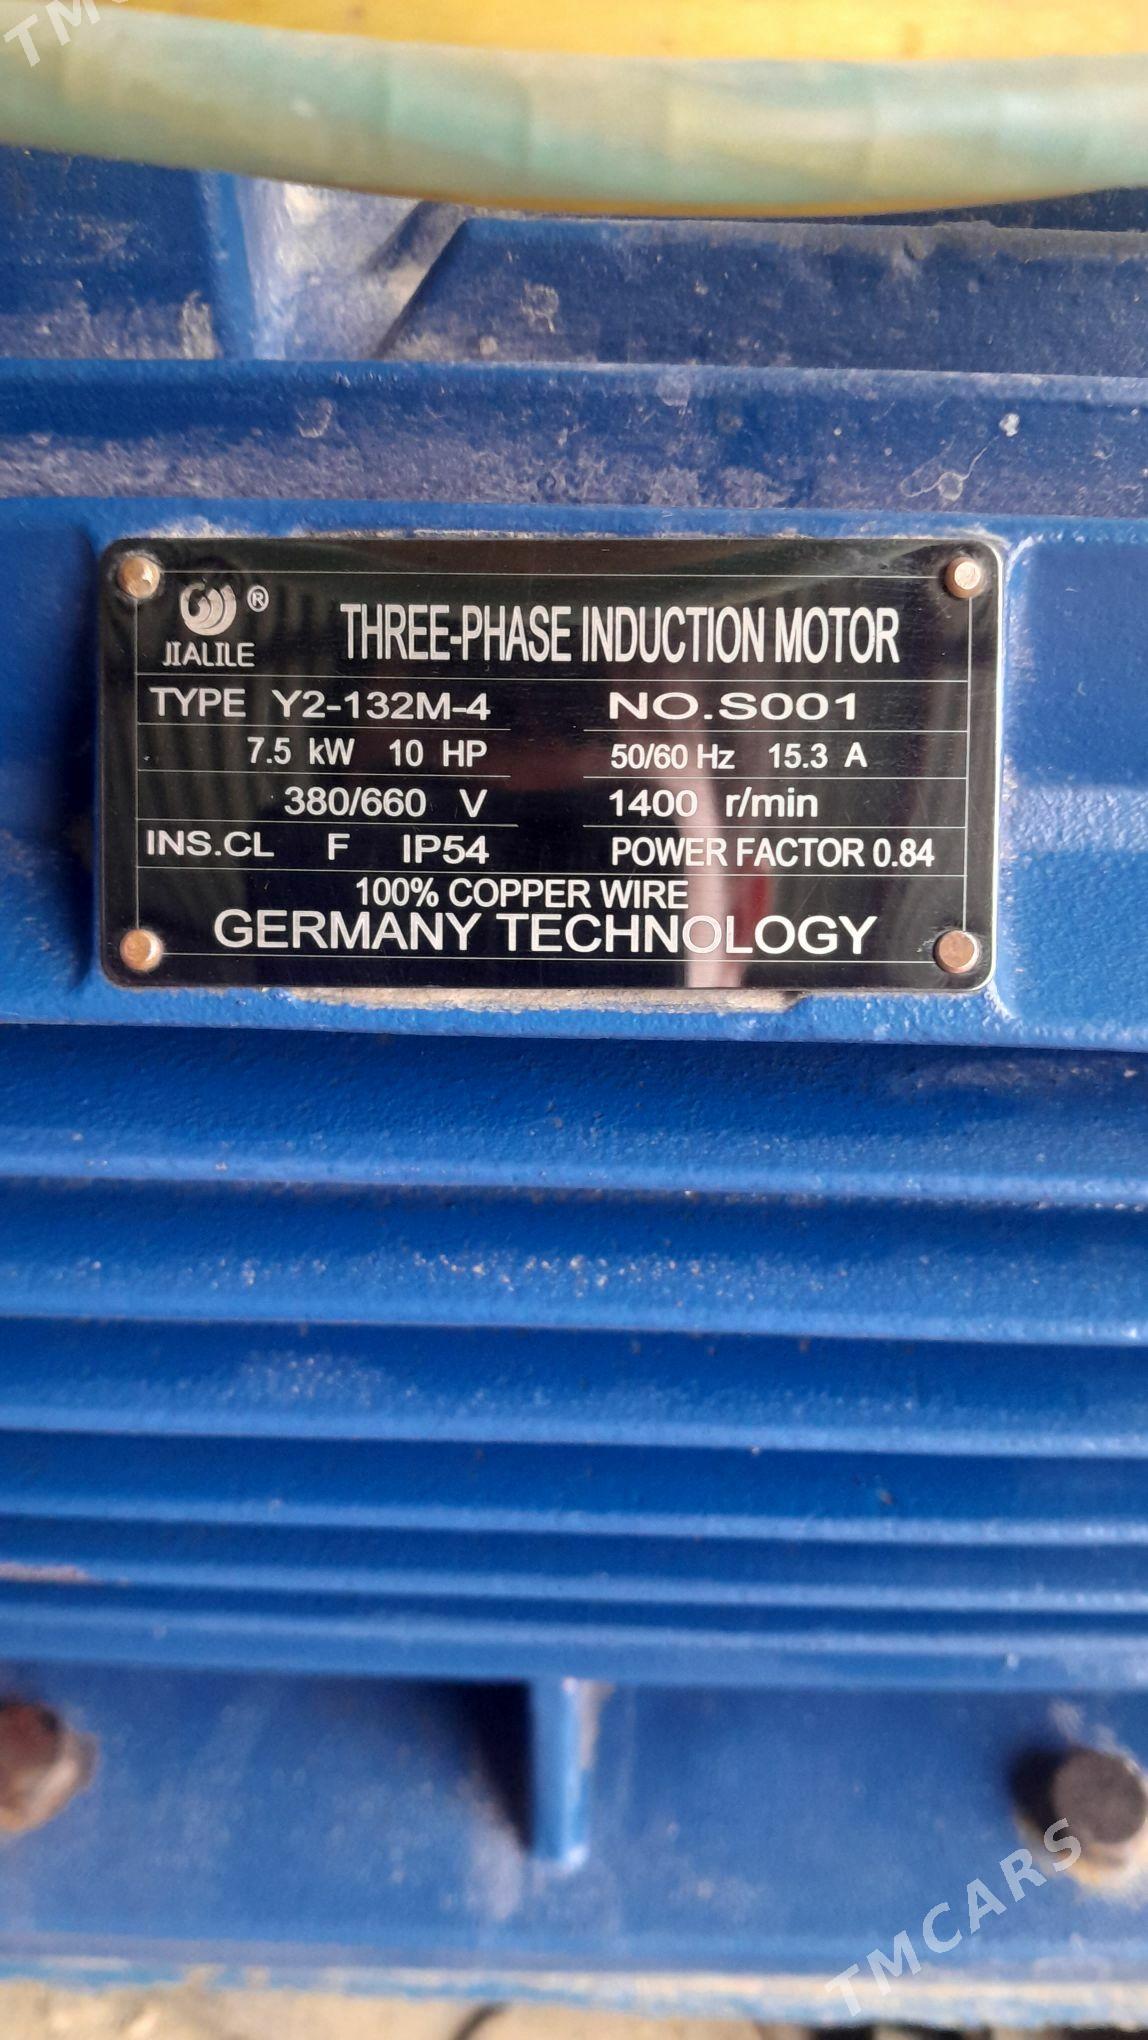 TMC
JIALILE ®
THREE-PHASE INDUCTION MOTOR
TYPE Y2-132M-4 NO.S001
7.5 kW 10 HP 50/60 Hz 15.3 A
380/660 V 1400 r/min
INS.CL F IP54 POWER FACTOR 0.84
100% COPPER WIRE
GERMANY TECHNOLOGY
TMCARS